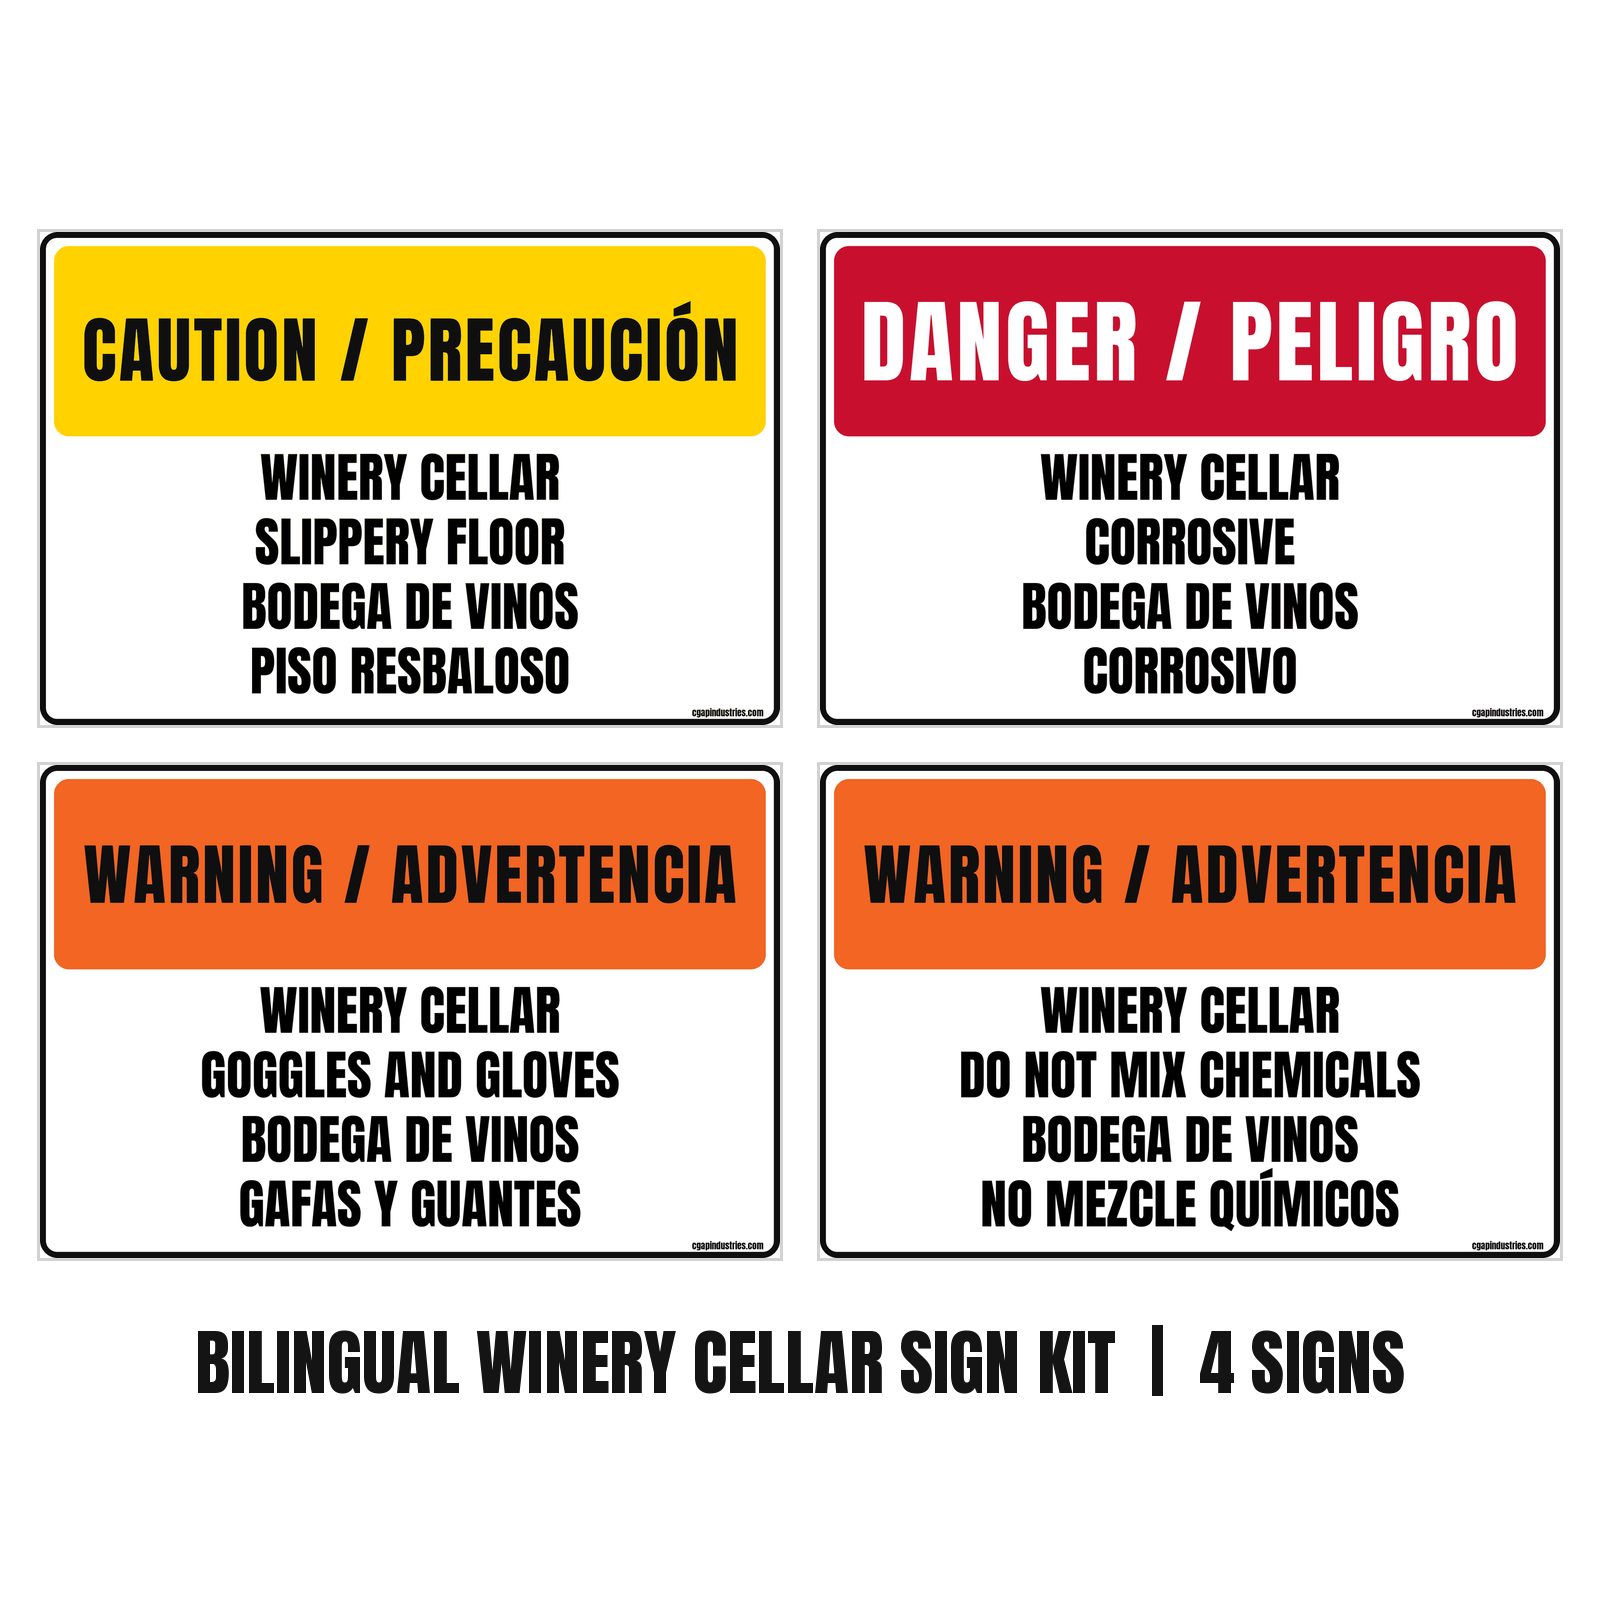 CAUTION / PRECAUCIÓN
WINERY CELLAR
SLIPPERY FLOOR
BODEGA DE VINOS
PISO RESBALOSO
cgapindustries.com
DANGER / PELIGRO
WINERY CELLAR
CORROSIVE
BODEGA DE VINOS
CORROSIVO
cgapindustries.com
WARNING / ADVERTENCIA
WINERY CELLAR
GOGGLES AND GLOVES
BODEGA DE VINOS
GAFAS Y GUANTES
cgapindustries.com
WARNING / ADVERTENCIA
WINERY CELLAR
DO NOT MIX CHEMICALS
BODEGA DE VINOS
NO MEZCLE QUÍMICOS
cgapindustries.com
BILINGUAL WINERY CELLAR SIGN KIT | 4 SIGNS